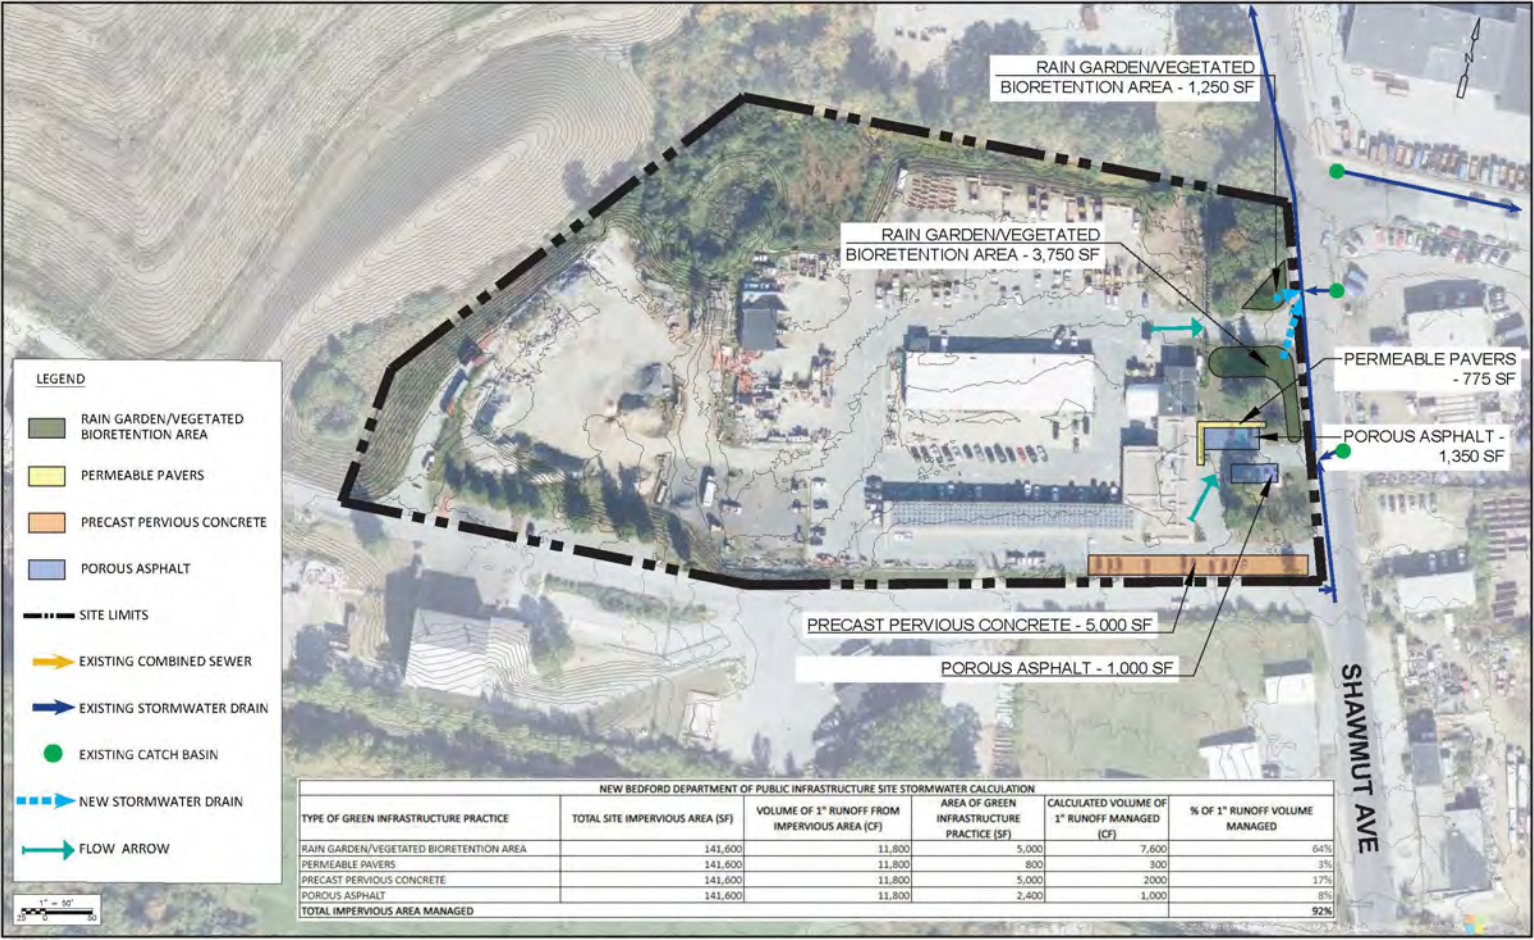 RAIN GARDEN/VEGETATED
BIORETENTION AREA - 1,250 SF
N
RAIN GARDEN/VEGETATED
BIORETENTION AREA - 3,750 SF
PERMEABLE PAVERS
- 775 SF
POROUS ASPHALT -
1,350 SF
PRECAST PERVIOUS CONCRETE - 5,000 SF
POROUS ASPHALT - 1,000 SF
SHAWMUT AVE
LEGEND
RAIN GARDEN/VEGETATED
BIORETENTION AREA
PERMEABLE PAVERS
PRECAST PERVIOUS CONCRETE
POROUS ASPHALT
SITE LIMITS
EXISTING COMBINED SEWER
EXISTING STORMWATER DRAIN
EXISTING CATCH BASIN
NEW STORMWATER DRAIN
FLOW ARROW
1" = 50'
25 0 50
NEW BEDFORD DEPARTMENT OF PUBLIC INFRASTRUCTURE SITE STORMWATER CALCULATION
TYPE OF GREEN INFRASTRUCTURE PRACTICE TOTAL SITE IMPERVIOUS AREA (SF) VOLUME OF 1" RUNOFF FROM IMPERVIOUS AREA (CF) AREA OF GREEN INFRASTRUCTURE PRACTICE (SF) CALCULATED VOLUME OF 1" RUNOFF MANAGED (CF) % OF 1" RUNOFF VOLUME MANAGED
RAIN GARDEN/VEGETATED BIORETENTION AREA 141,600 11,800 5,000 7,600 64%
PERMEABLE PAVERS 141,600 11,800 800 300 3%
PRECAST PERVIOUS CONCRETE 141,600 11,800 5,000 2000 17%
POROUS ASPHALT 141,600 11,800 2,400 1,000 8%
TOTAL IMPERVIOUS AREA MANAGED 92%